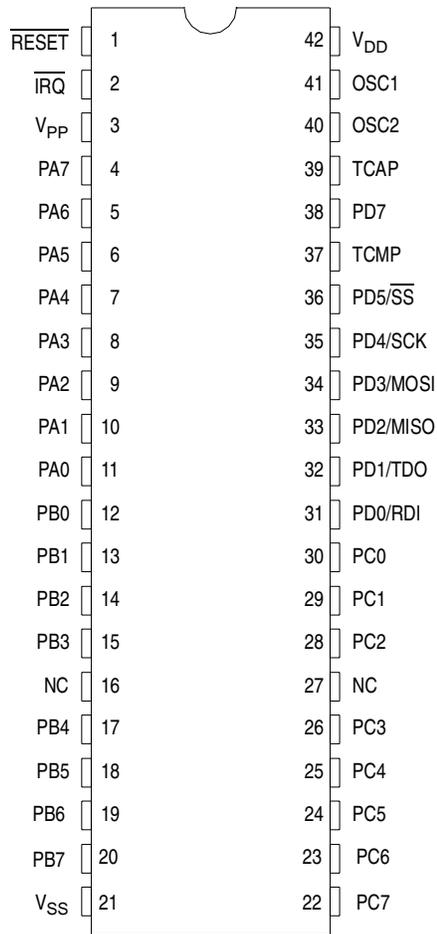 R̅E̅S̅E̅T̅ 1 42 VDD
I̅R̅Q̅ 2 41 OSC1
VPP 3 40 OSC2
PA7 4 39 TCAP
PA6 5 38 PD7
PA5 6 37 TCMP
PA4 7 36 PD5/S̅S̅
PA3 8 35 PD4/SCK
PA2 9 34 PD3/MOSI
PA1 10 33 PD2/MISO
PA0 11 32 PD1/TDO
PB0 12 31 PD0/RDI
PB1 13 30 PC0
PB2 14 29 PC1
PB3 15 28 PC2
NC 16 27 NC
PB4 17 26 PC3
PB5 18 25 PC4
PB6 19 24 PC5
PB7 20 23 PC6
VSS 21 22 PC7